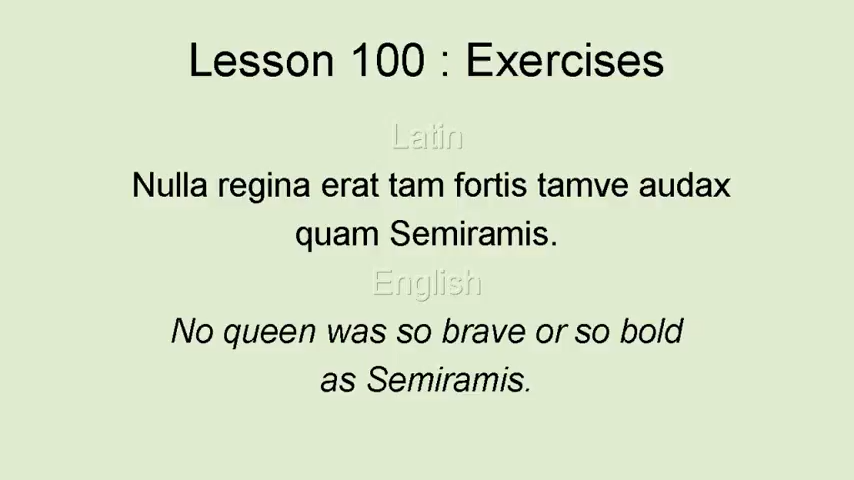 Lesson 100 : Exercises
Latin
Nulla regina erat tam fortis tamve audax
quam Semiramis.
English
No queen was so brave or so bold
as Semiramis.